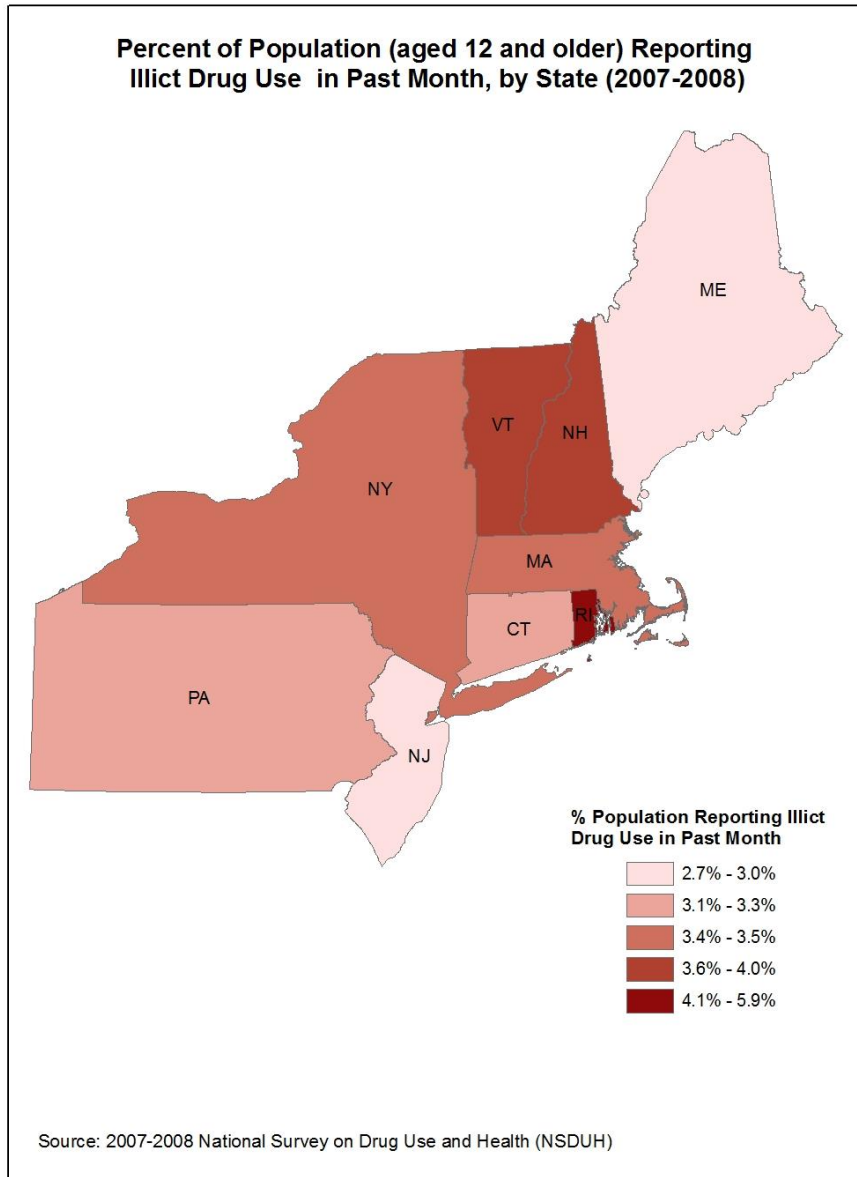 Percent of Population (aged 12 and older) Reporting
Illict Drug Use in Past Month, by State (2007-2008)
ME
VT
NH
NY
MA
CT
RI
PA
NJ
% Population Reporting Illict
Drug Use in Past Month
2.7% - 3.0%
3.1% - 3.3%
3.4% - 3.5%
3.6% - 4.0%
4.1% - 5.9%
Source: 2007-2008 National Survey on Drug Use and Health (NSDUH)